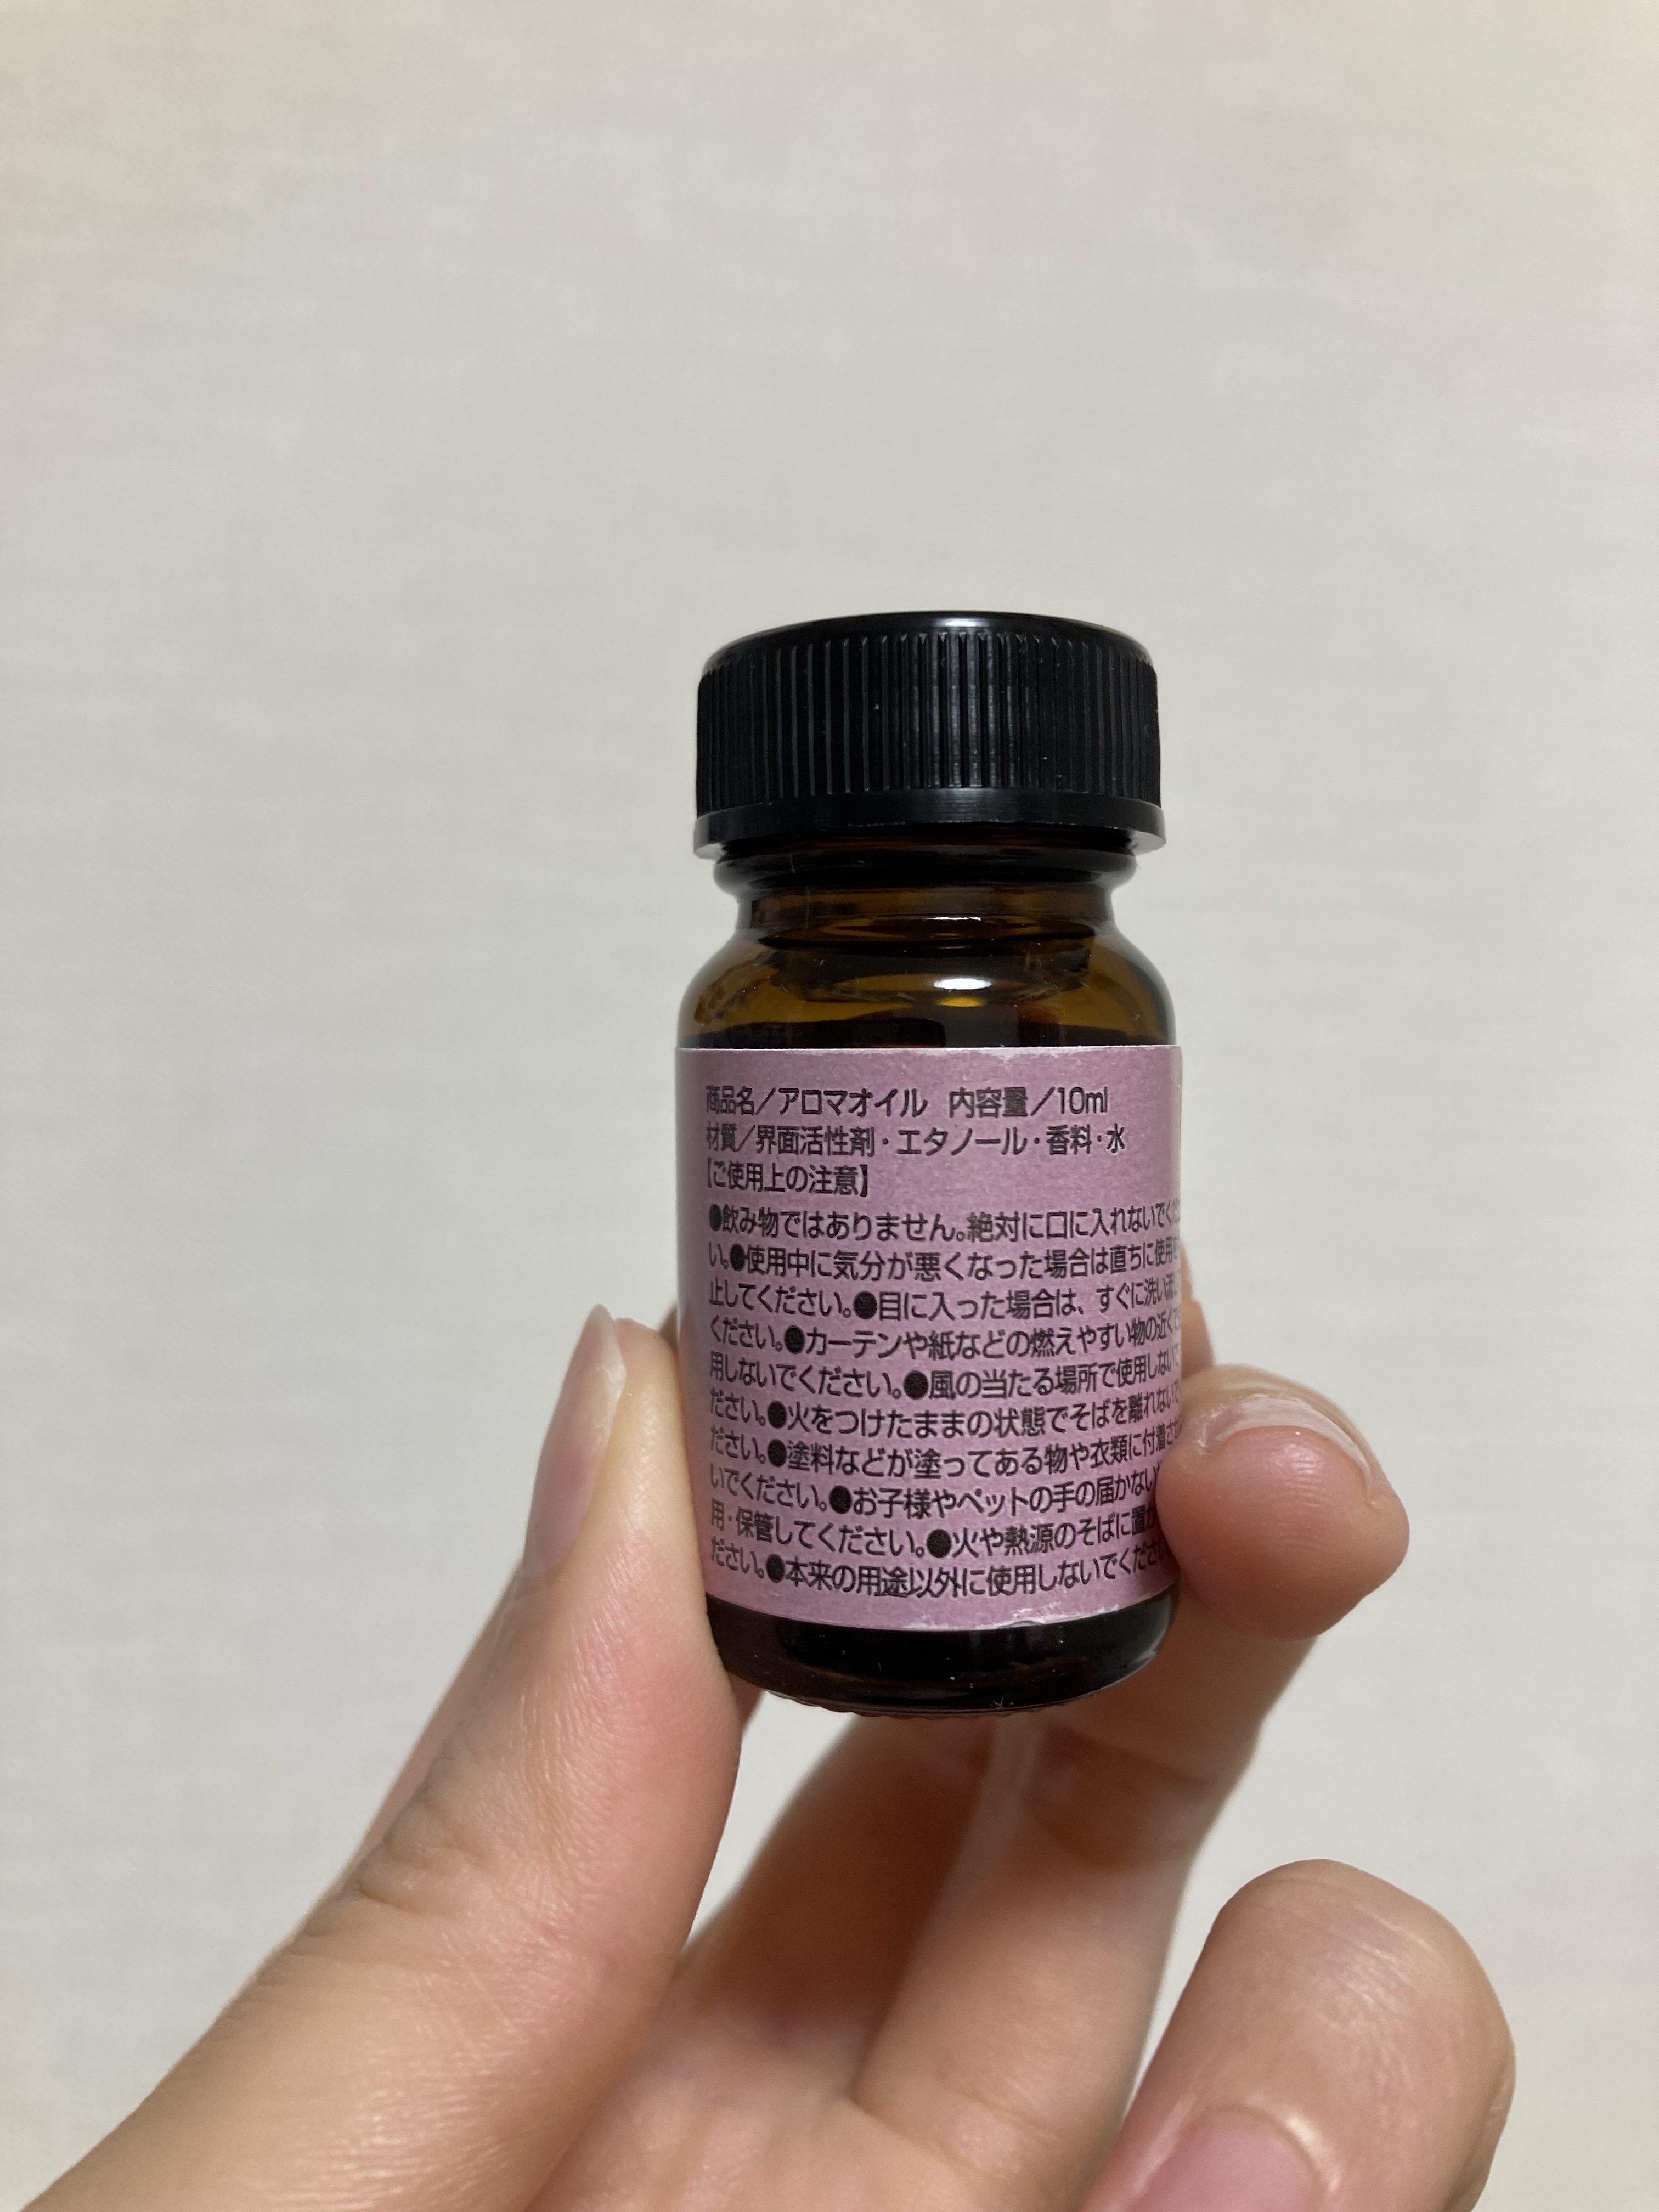 商品名／アロマオイル 内容量／10ml
材質／界面活性剤・エタノール・香料・水
【ご使用上の注意】
●飲み物ではありません。絶対に口に入れないでくださ
い。●使用中に気分が悪くなった場合は直ちに使用を
止してください。●目に入った場合は、すぐに洗い流し
ください。●カーテンや紙などの燃えやすい物の近くで
用しないでください。●風の当たる場所で使用しないで
ださい。●火をつけたままの状態でそばを離れないで
ださい。●塗料などが塗ってある物や衣類に付着させ
いでください。●お子様やペットの手の届かない
用・保管してください。●火や熱源のそばに置か
ださい。●本来の用途以外に使用しないでください